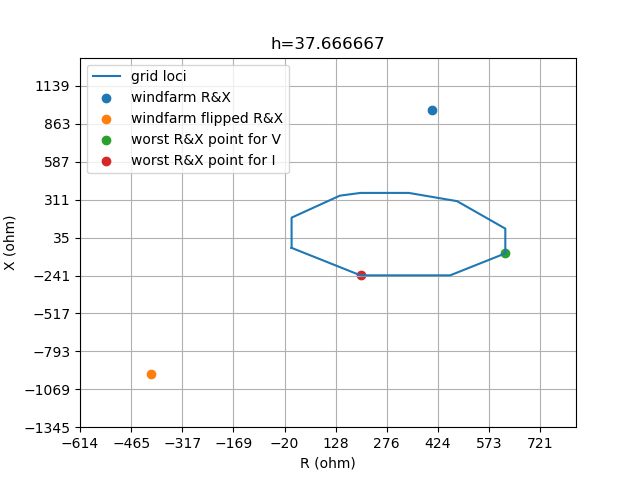 h=37.666667
grid loci
windfarm R&X
windfarm flipped R&X
worst R&X point for V
worst R&X point for I
X (ohm)
1139
863
587
311
35
−241
−517
−793
−1069
−1345
−614 −465 −317 −169 −20 128 276 424 573 721
R (ohm)